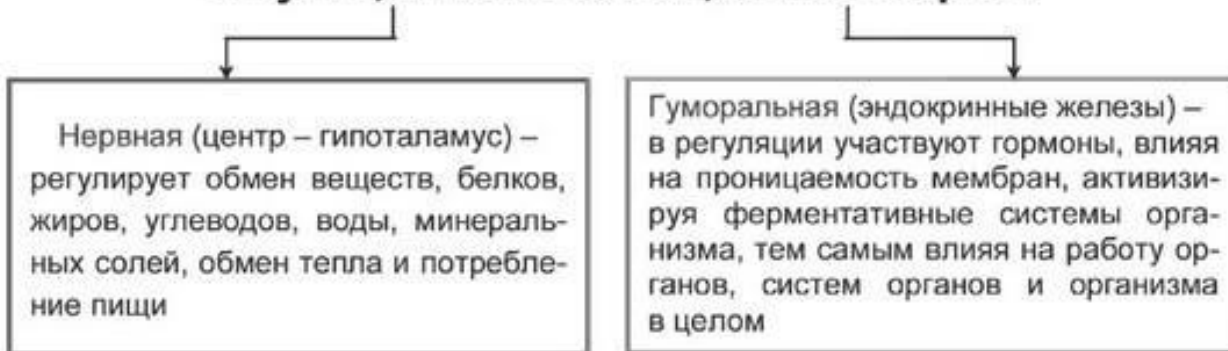 Нервная (центр – гипоталамус) –
регулирует обмен веществ, белков,
жиров, углеводов, воды, минераль-
ных солей, обмен тепла и потребле-
ние пищи
Гуморальная (эндокринные железы) –
в регуляции участвуют гормоны, влияя
на проницаемость мембран, активизи-
руя ферментативные системы орга-
низма, тем самым влияя на работу ор-
ганов, систем органов и организма
в целом